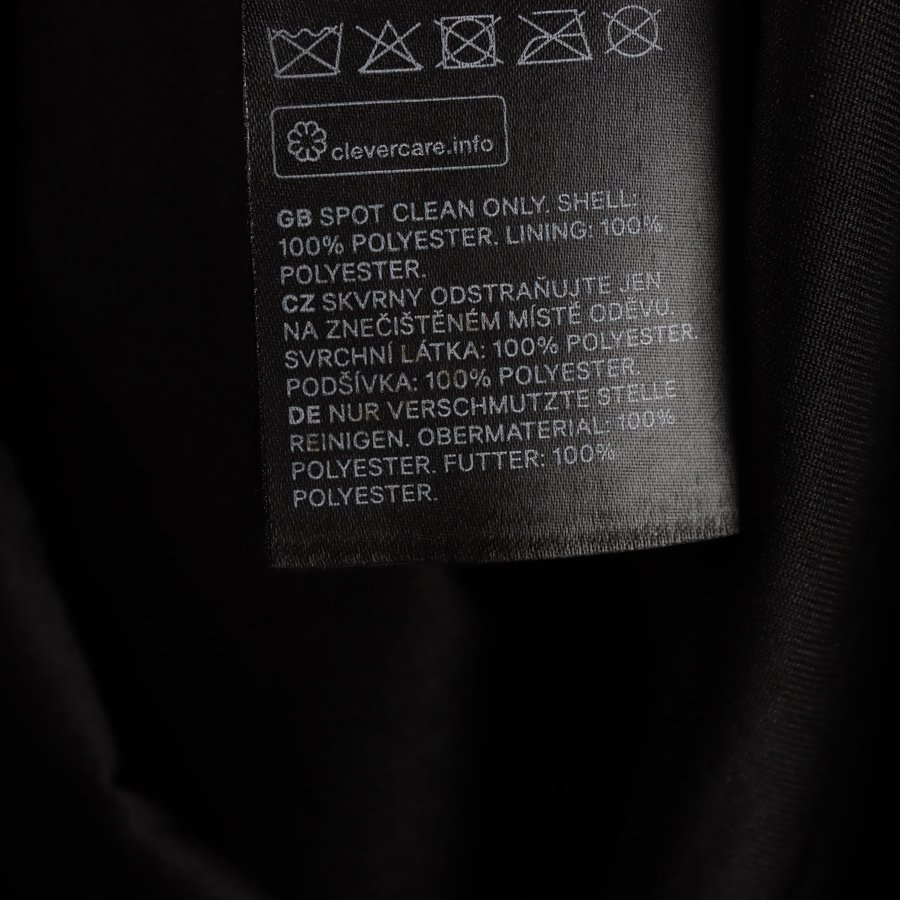 clevercare.info
GB SPOT CLEAN ONLY. SHELL:
100% POLYESTER. LINING: 100%
POLYESTER.
CZ SKVRNY ODSTRAŇUJTE JEN
NA ZNEČIŠTĚNÉM MÍSTĚ ODĚVU.
SVRCHNÍ LÁTKA: 100% POLYESTER.
PODŠÍVKA: 100% POLYESTER.
DE NUR VERSCHMUTZTE STELLE
REINIGEN. OBERMATERIAL: 100%
POLYESTER. FUTTER: 100%
POLYESTER.